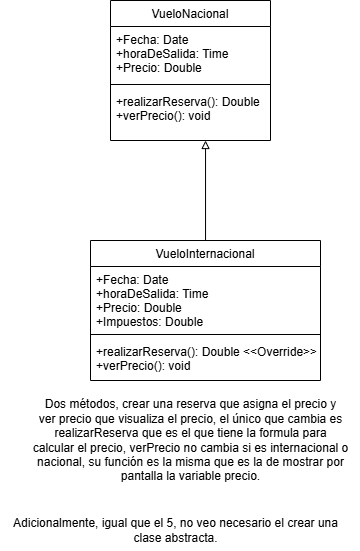 VueloNacional
+Fecha: Date
+horaDeSalida: Time
+Precio: Double
+realizarReserva(): Double
+verPrecio(): void
VueloInternacional
+Fecha: Date
+horaDeSalida: Time
+Precio: Double
+Impuestos: Double
+realizarReserva(): Double <<Override>>
+verPrecio(): void
Dos métodos, crear una reserva que asigna el precio y
ver precio que visualiza el precio, el único que cambia es
realizarReserva que es el que tiene la formula para
calcular el precio, verPrecio no cambia si es internacional o
nacional, su función es la misma que es la de mostrar por
pantalla la variable precio.
Adicionalmente, igual que el 5, no veo necesario el crear una
clase abstracta.